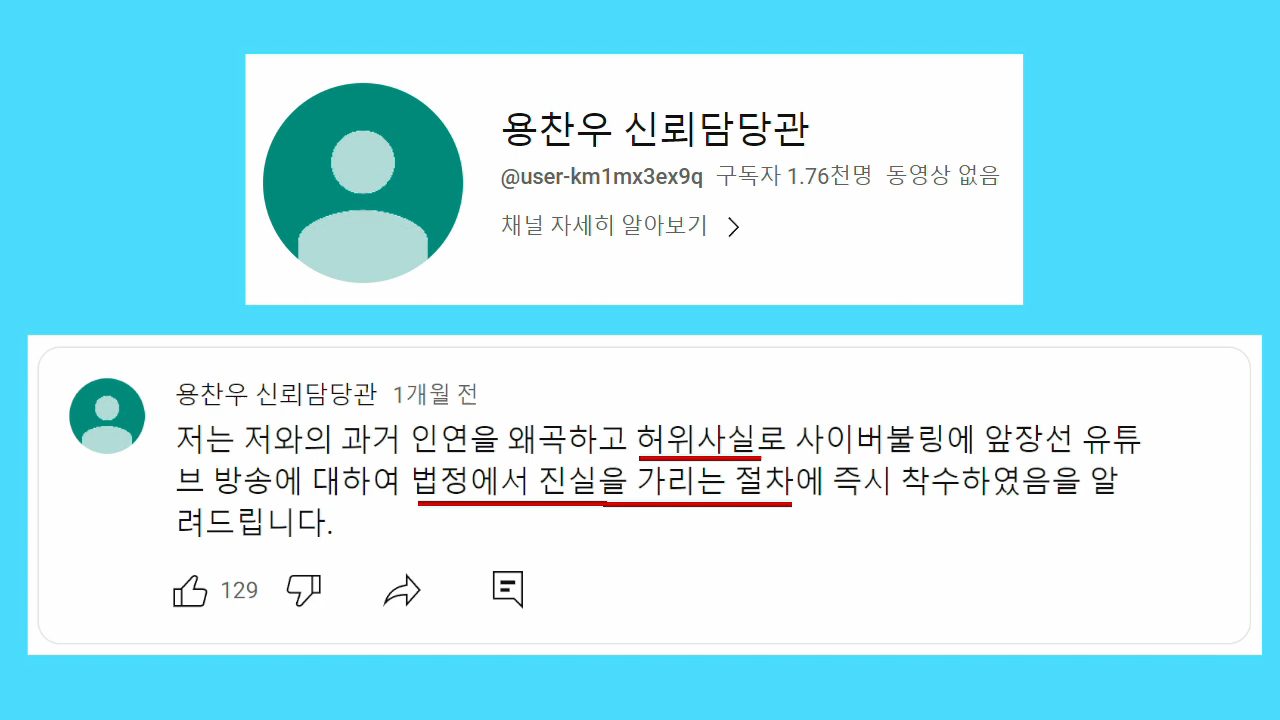 용찬우 신뢰담당관
@user-km1mx3ex9q 구독자 1.76천명 동영상 없음
채널 자세히 알아보기
용찬우 신뢰담당관 1개월 전
저는 저와의 과거 인연을 왜곡하고 허위사실로 사이버불링에 앞장선 유튜
브 방송에 대하여 법정에서 진실을 가리는 절차에 즉시 착수하였음을 알
려드립니다.
129